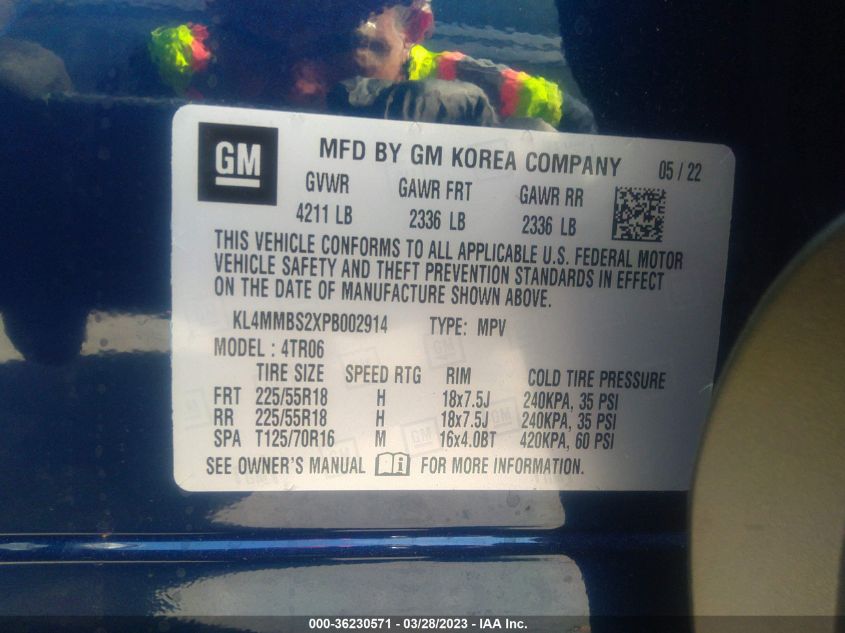 GM
MFD BY GM KOREA COMPANY 05 / 22
GVWR GAWR FRT GAWR RR
4211 LB 2336 LB 2336 LB
THIS VEHICLE CONFORMS TO ALL APPLICABLE U.S. FEDERAL MOTOR
VEHICLE SAFETY AND THEFT PREVENTION STANDARDS IN EFFECT
ON THE DATE OF MANUFACTURE SHOWN ABOVE.
KL4MMBS2XPB002914 TYPE: MPV
MODEL : 4TR06
TIRE SIZE SPEED RTG RIM COLD TIRE PRESSURE
FRT 225/55R18 H 18x7.5J 240KPA, 35 PSI
RR 225/55R18 H 18x7.5J 240KPA, 35 PSI
SPA T125/70R16 M 16x4.0BT 420KPA, 60 PSI
SEE OWNER'S MANUAL FOR MORE INFORMATION.
000-36230571 - 03/28/2023 - IAA Inc.